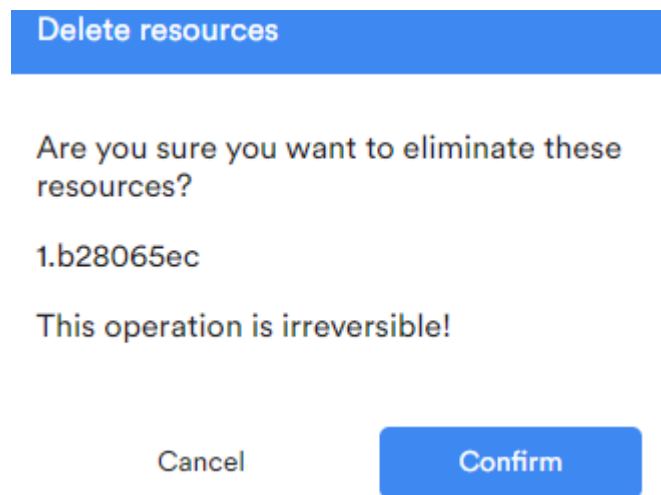 Delete resources
Are you sure you want to eliminate these
resources?
1.b28065ec
This operation is irreversible!
Cancel
Confirm